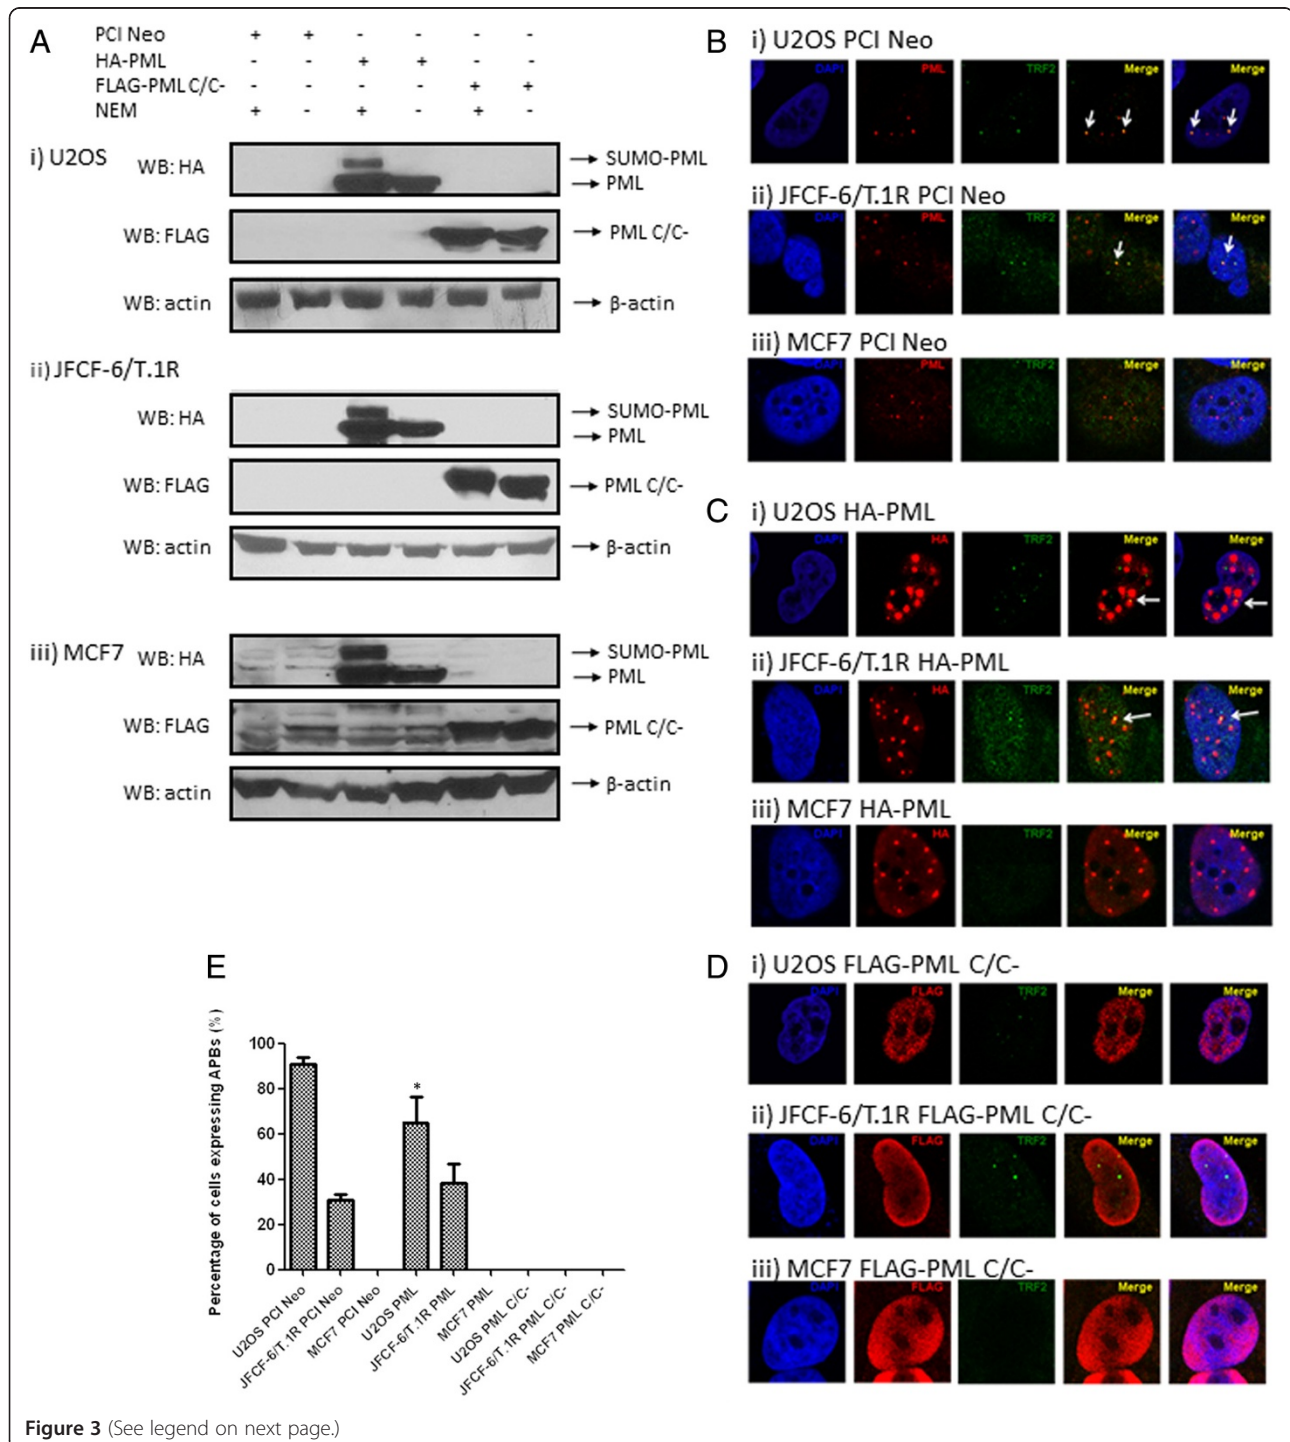 A
PCI Neo + + - - - -
HA-PML - - + + - -
FLAG-PML C/C- - - - - + +
NEM + - + - + -
i) U2OS
WB: HA
SUMO-PML
PML
WB: FLAG
PML C/C-
WB: actin
β-actin
ii) JFCF-6/T.1R
WB: HA
SUMO-PML
PML
WB: FLAG
PML C/C-
WB: actin
β-actin
iii) MCF7
WB: HA
SUMO-PML
PML
WB: FLAG
PML C/C-
WB: actin
β-actin
B
i) U2OS PCI Neo
DAPI PML TRF2 Merge Merge
ii) JFCF-6/T.1R PCI Neo
DAPI PML TRF2 Merge Merge
iii) MCF7 PCI Neo
DAPI PML TRF2 Merge Merge
C
i) U2OS HA-PML
DAPI HA TRF2 Merge Merge
ii) JFCF-6/T.1R HA-PML
DAPI HA TRF2 Merge Merge
iii) MCF7 HA-PML
DAPI HA TRF2 Merge Merge
D
i) U2OS FLAG-PML C/C-
DAPI FLAG TRF2 Merge Merge
ii) JFCF-6/T.1R FLAG-PML C/C-
DAPI FLAG TRF2 Merge Merge
iii) MCF7 FLAG-PML C/C-
DAPI FLAG TRF2 Merge Merge
E
Percentage of cells expressing APBs (%)
100
80
60
40
20
0
*
U2OS PCI Neo
JFCF-6/T.1R PCI Neo
MCF7 PCI Neo
U2OS PML
JFCF-6/T.1R PML
MCF7 PML
U2OS PML C/C-
JFCF-6/T.1R PML C/C-
MCF7 PML C/C-
Figure 3 (See legend on next page.)